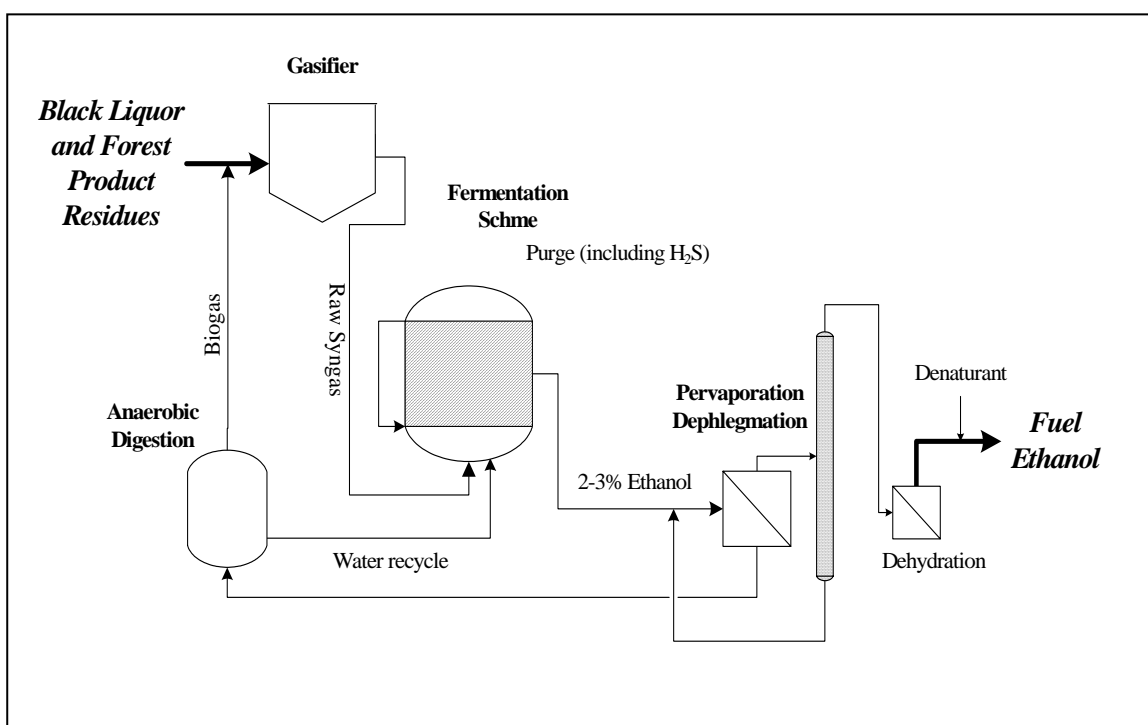 Gasifier
Black Liquor
and Forest
Product
Residues
Fermentation
Schme
Purge (including H₂S)
Biogas
Raw Syngas
Anaerobic
Digestion
Pervaporation
Dephlegmation
Denaturant
Fuel
Ethanol
2-3% Ethanol
Water recycle
Dehydration